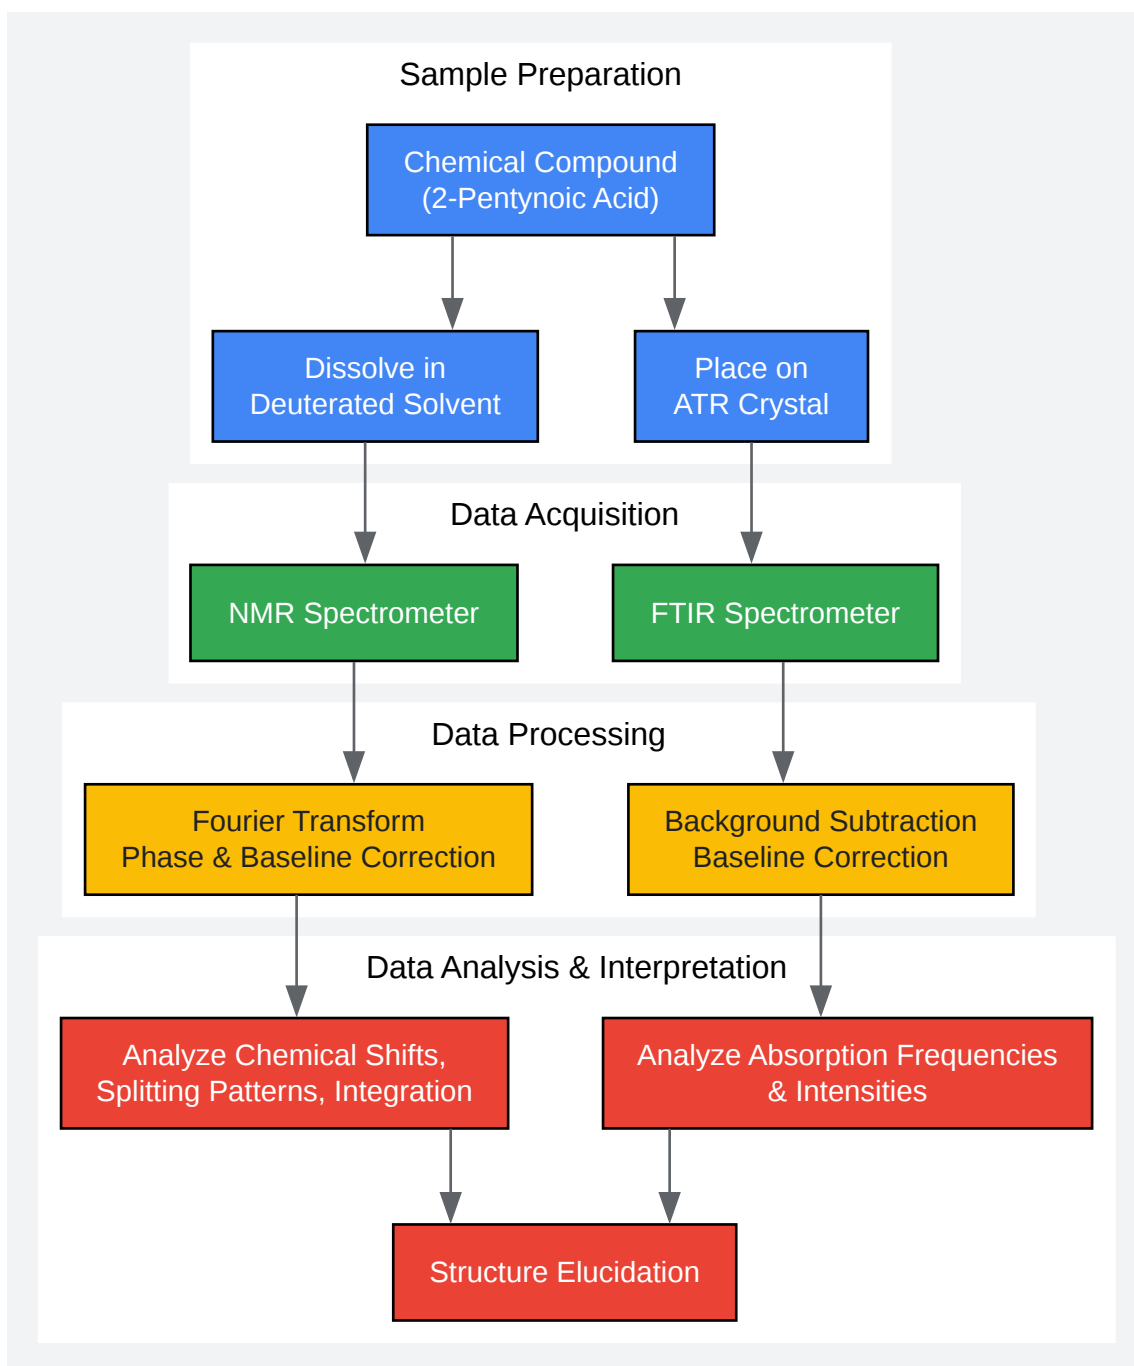 Sample Preparation
Chemical Compound
(2-Pentynoic Acid)
Dissolve in
Deuterated Solvent
Place on
ATR Crystal
Data Acquisition
NMR Spectrometer
FTIR Spectrometer
Data Processing
Fourier Transform
Phase & Baseline Correction
Background Subtraction
Baseline Correction
Data Analysis & Interpretation
Analyze Chemical Shifts,
Splitting Patterns, Integration
Analyze Absorption Frequencies
& Intensities
Structure Elucidation